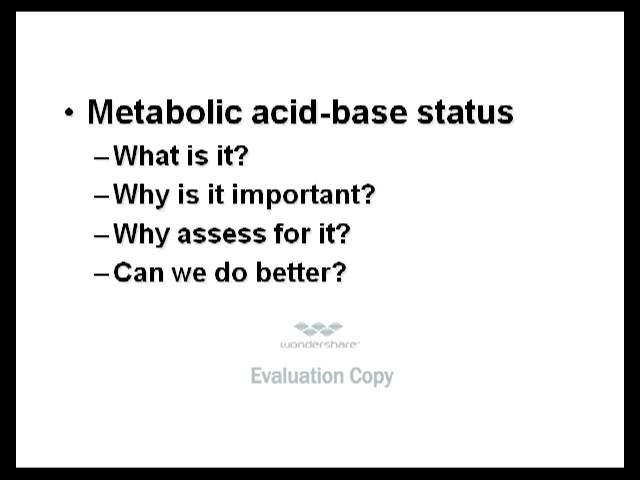 • Metabolic acid-base status
– What is it?
– Why is it important?
– Why assess for it?
– Can we do better?
wondershare
Evaluation Copy